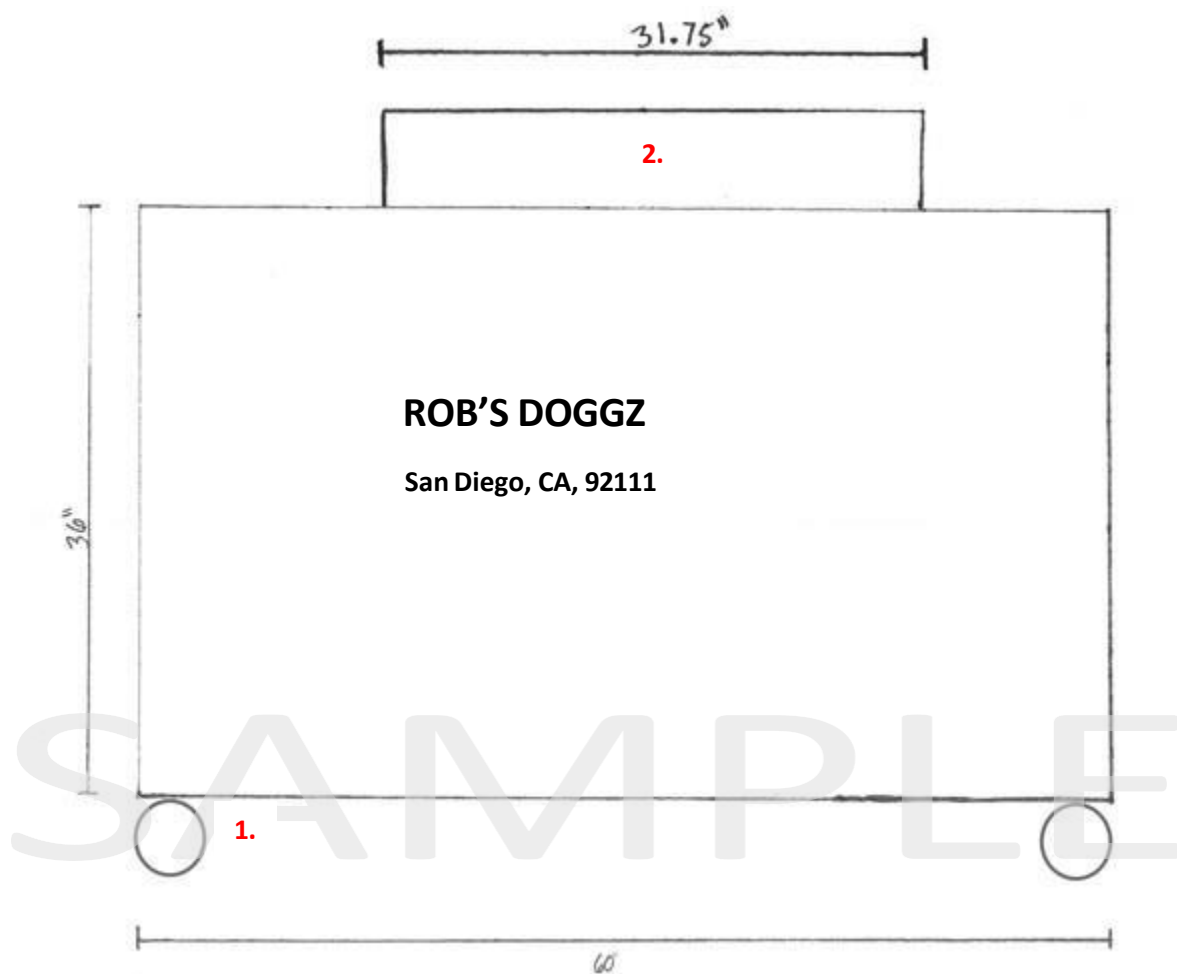 31.75"
2.
36"
ROB'S DOGGZ
San Diego, CA, 92111
SAMPLE
1.
60